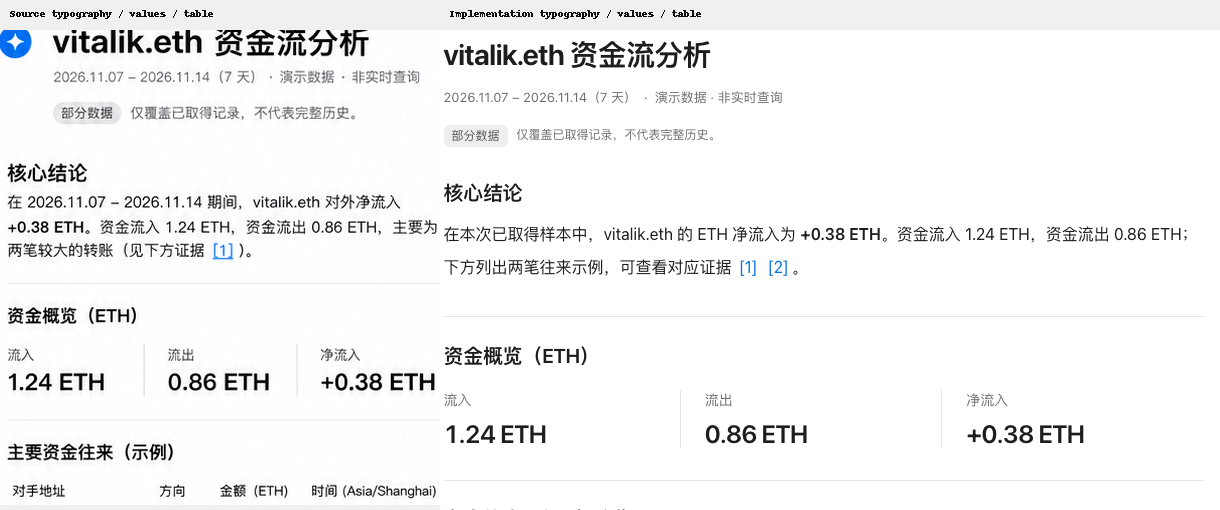 Source typography / values / table
vitalik.eth 资金流分析
2026.11.07 – 2026.11.14（7 天） · 演示数据 · 非实时查询
部分数据 仅覆盖已取得记录，不代表完整历史。
核心结论
在 2026.11.07 – 2026.11.14 期间，vitalik.eth 对外净流入
+0.38 ETH。资金流入 1.24 ETH，资金流出 0.86 ETH，主要为
两笔较大的转账（见下方证据 [1] ）。
资金概览（ETH）
流入 流出 净流入
1.24 ETH 0.86 ETH +0.38 ETH
主要资金往来（示例）
对手地址 方向 金额（ETH） 时间 (Asia/Shanghai)
Implementation typography / values / table
vitalik.eth 资金流分析
2026.11.07 – 2026.11.14（7 天） · 演示数据 · 非实时查询
部分数据 仅覆盖已取得记录，不代表完整历史。
核心结论
在本次已取得样本中，vitalik.eth 的 ETH 净流入为 +0.38 ETH。资金流入 1.24 ETH，资金流出 0.86 ETH；
下方列出两笔往来示例，可查看对应证据 [1] [2] 。
资金概览（ETH）
流入 流出 净流入
1.24 ETH 0.86 ETH +0.38 ETH